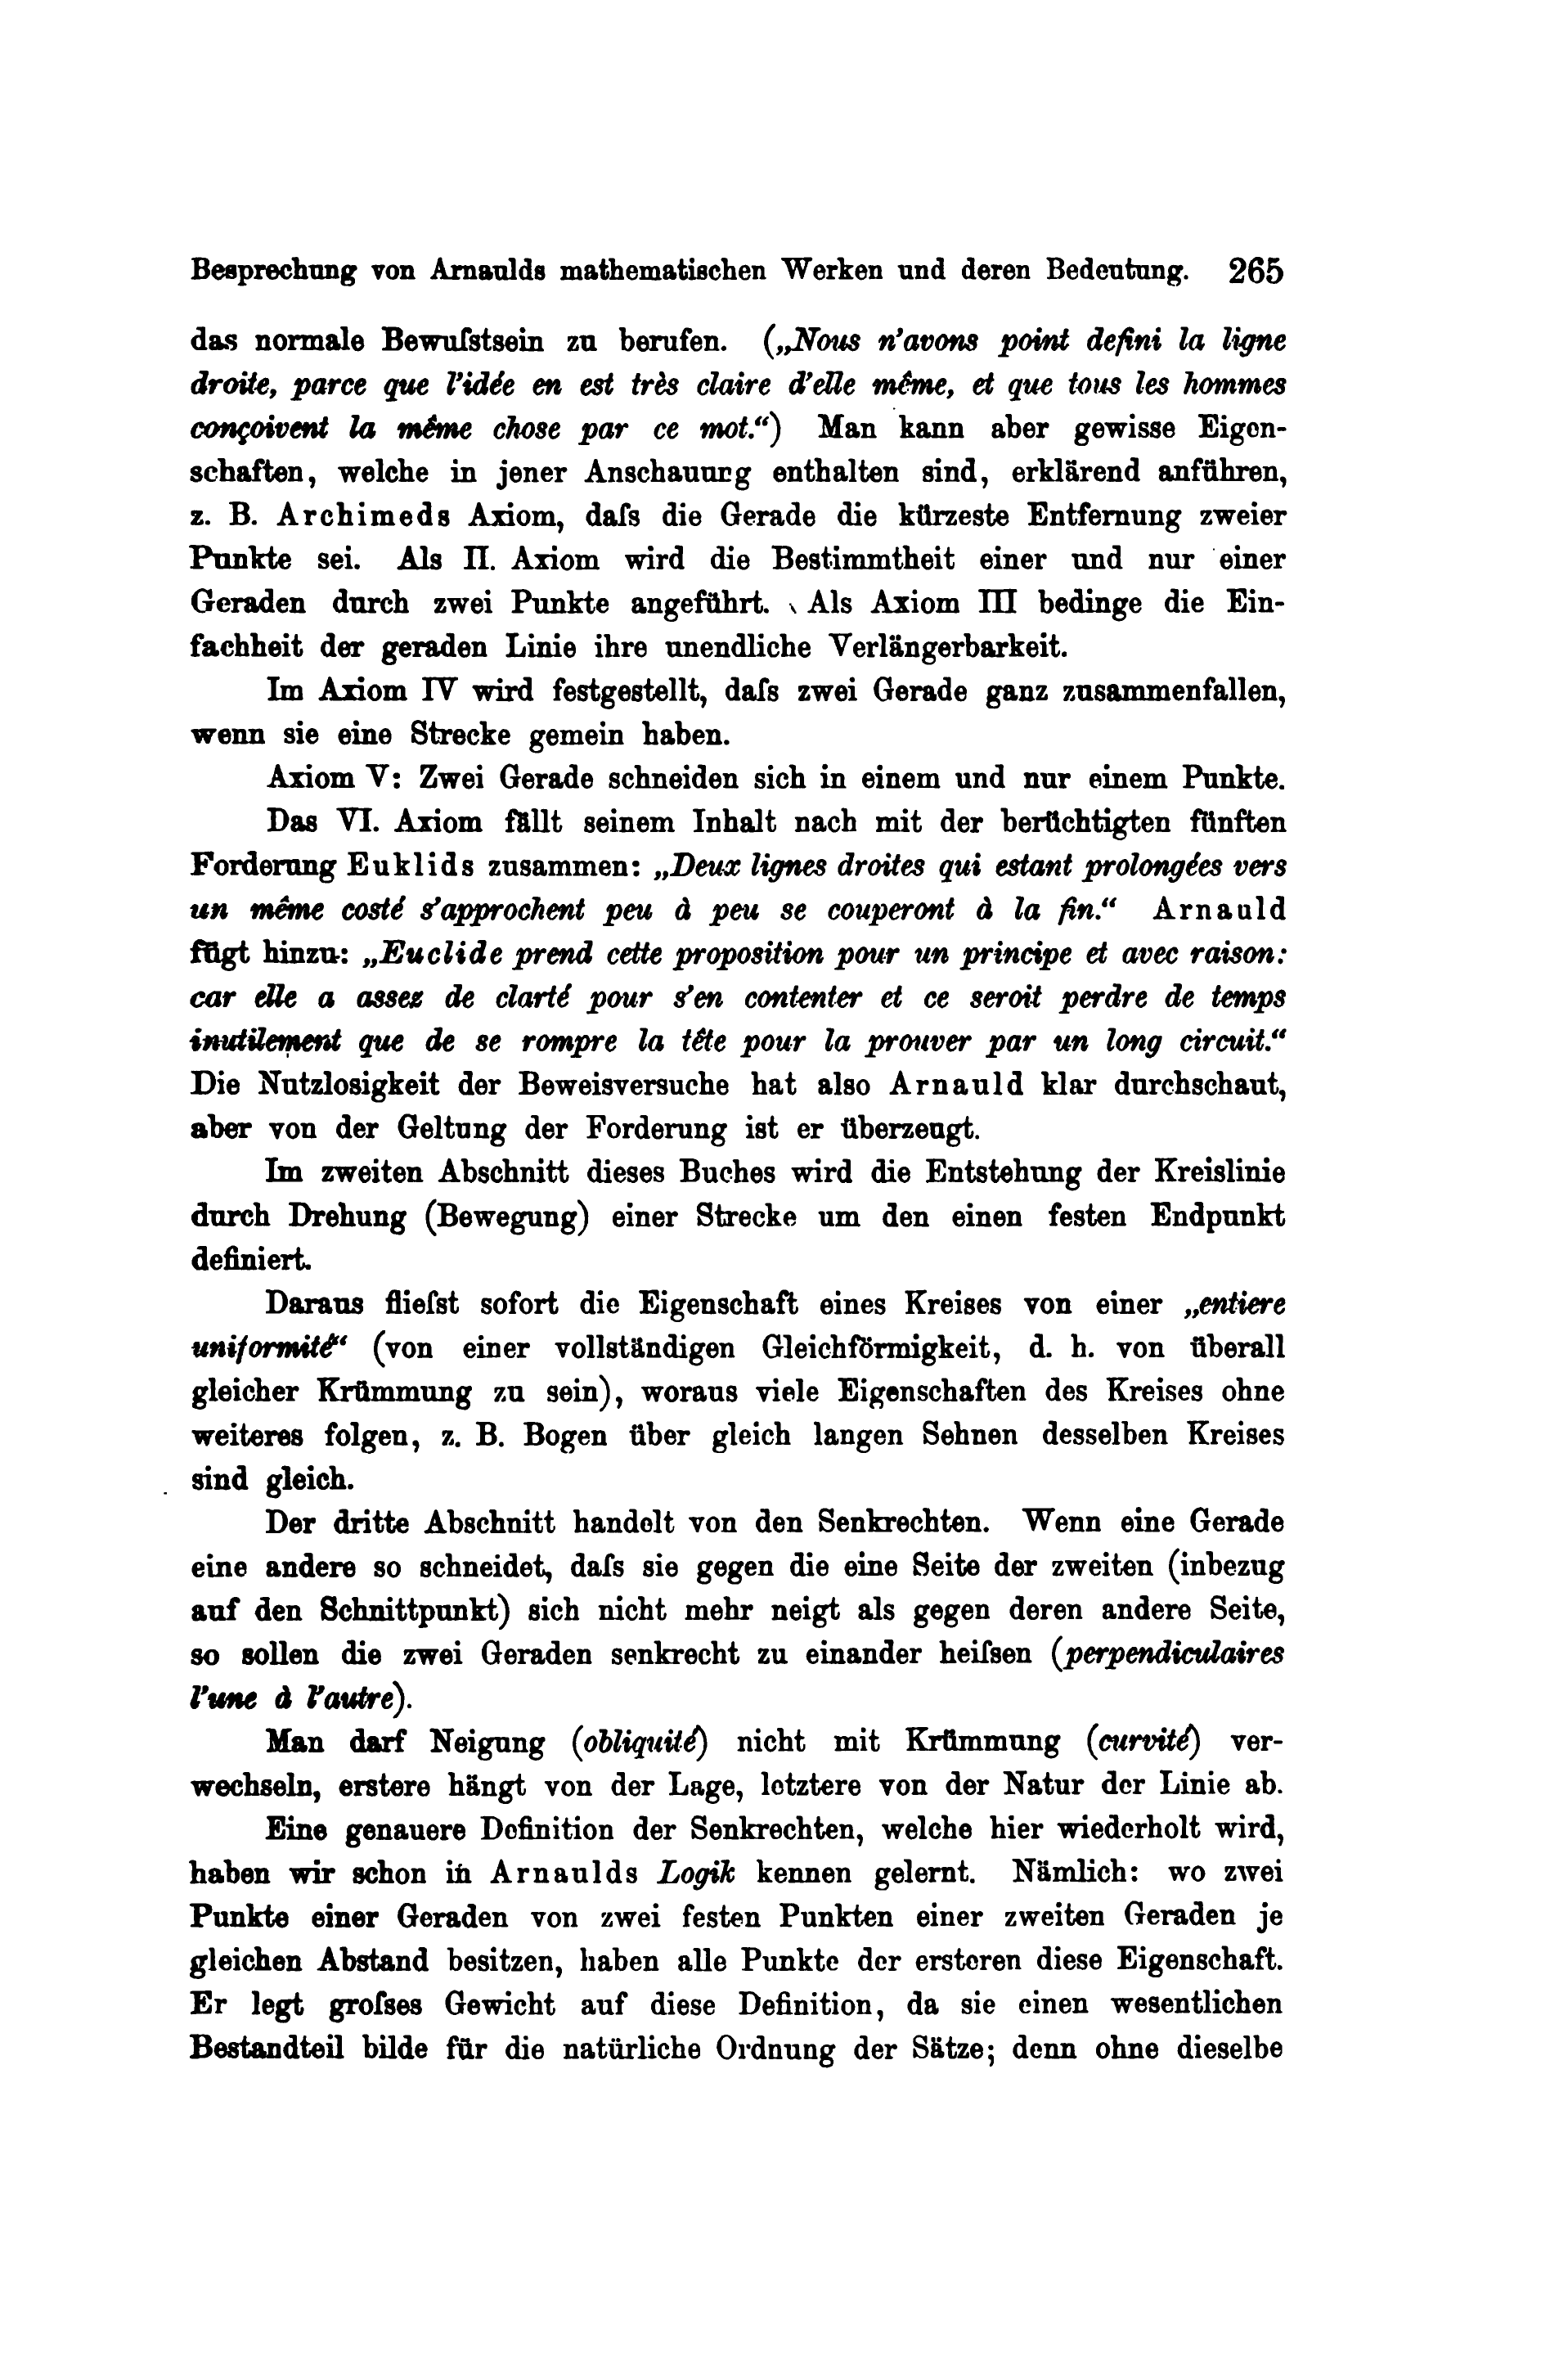 Besprechung von Arnaulds mathematischen Werken und deren Bedeutung. 265
das normale Bewuſstsein zu berufen. („Nous n'avons point defini la ligne
droite, parce que l'idée en est très claire d'elle même, et que tous les hommes
conçoivent la même chose par ce mot.“) Man kann aber gewisse Eigen-
schaften, welche in jener Anschauung enthalten sind, erklärend anführen,
z. B. Archimeds Axiom, daſs die Gerade die kürzeste Entfernung zweier
Punkte sei. Als II. Axiom wird die Bestimmtheit einer und nur einer
Geraden durch zwei Punkte angeführt. Als Axiom III bedinge die Ein-
fachheit der geraden Linie ihre unendliche Verlängerbarkeit.
Im Axiom IV wird festgestellt, daſs zwei Gerade ganz zusammenfallen,
wenn sie eine Strecke gemein haben.
Axiom V: Zwei Gerade schneiden sich in einem und nur einem Punkte.
Das VI. Axiom fällt seinem Inhalt nach mit der berüchtigten fünften
Forderung Euklids zusammen: „Deux lignes droites qui estant prolongées vers
un même costé s'approchent peu à peu se couperont à la fin.“ Arnauld
fügt hinzu: „Euclide prend cette proposition pour un principe et avec raison:
car elle a assez de clarté pour s'en contenter et ce seroit perdre de temps
inutilement que de se rompre la tête pour la prouver par un long circuit.“
Die Nutzlosigkeit der Beweisversuche hat also Arnauld klar durchschaut,
aber von der Geltung der Forderung ist er überzeugt.
Im zweiten Abschnitt dieses Buches wird die Entstehung der Kreislinie
durch Drehung (Bewegung) einer Strecke um den einen festen Endpunkt
definiert.
Daraus flieſst sofort die Eigenschaft eines Kreises von einer „entiere
uniformité“ (von einer vollständigen Gleichförmigkeit, d. h. von überall
gleicher Krümmung zu sein), woraus viele Eigenschaften des Kreises ohne
weiteres folgen, z. B. Bogen über gleich langen Sehnen desselben Kreises
sind gleich.
Der dritte Abschnitt handelt von den Senkrechten. Wenn eine Gerade
eine andere so schneidet, daſs sie gegen die eine Seite der zweiten (inbezug
auf den Schnittpunkt) sich nicht mehr neigt als gegen deren andere Seite,
so sollen die zwei Geraden senkrecht zu einander heiſsen (perpendiculaires
l'une à l'autre).
Man darf Neigung (obliquité) nicht mit Krümmung (curvité) ver-
wechseln, erstere hängt von der Lage, letztere von der Natur der Linie ab.
Eine genauere Definition der Senkrechten, welche hier wiederholt wird,
haben wir schon in Arnaulds Logik kennen gelernt. Nämlich: wo zwei
Punkte einer Geraden von zwei festen Punkten einer zweiten Geraden je
gleichen Abstand besitzen, haben alle Punkte der ersteren diese Eigenschaft.
Er legt groſses Gewicht auf diese Definition, da sie einen wesentlichen
Bestandteil bilde für die natürliche Ordnung der Sätze; denn ohne dieselbe